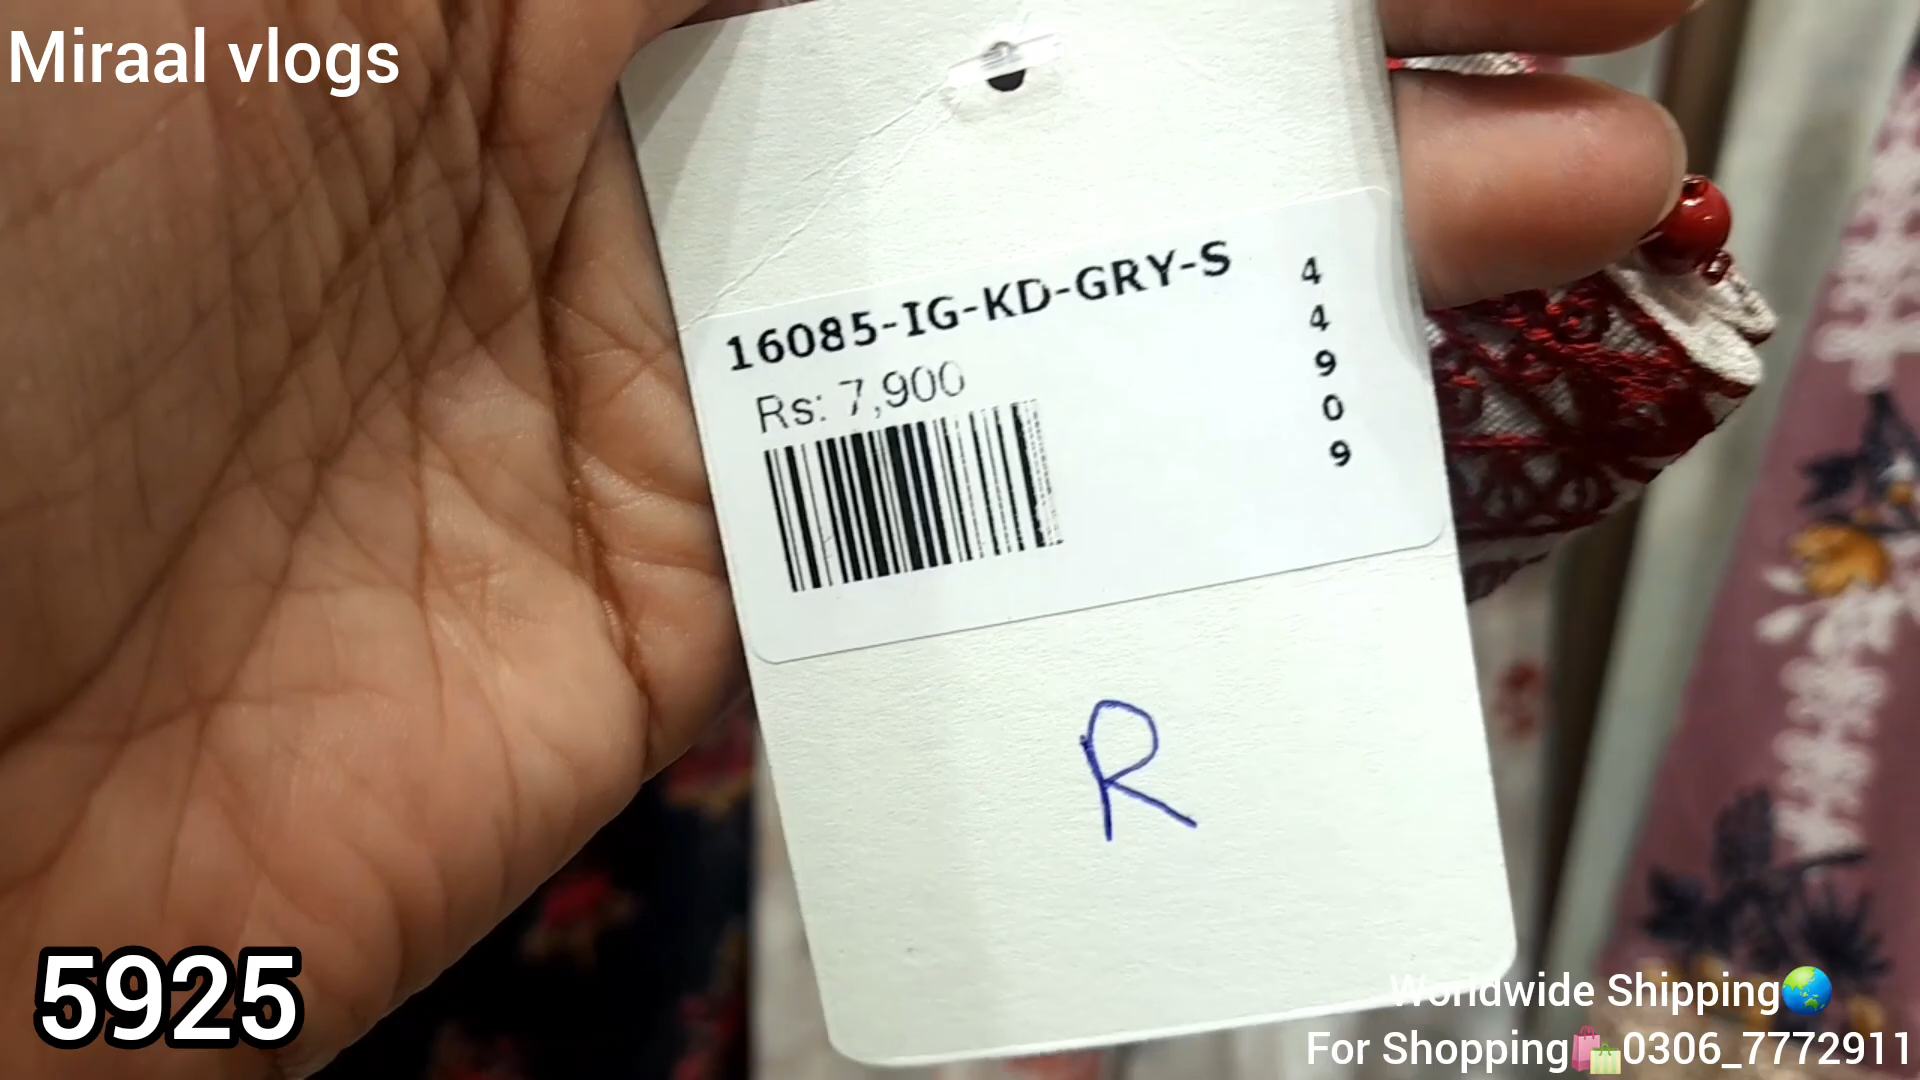 Miraal vlogs
16085-IG-KD-GRY-S
Rs: 7,900
4
4
9
0
9
R
5925
Worldwide Shipping🌏
For Shopping🛍️0306_7772911